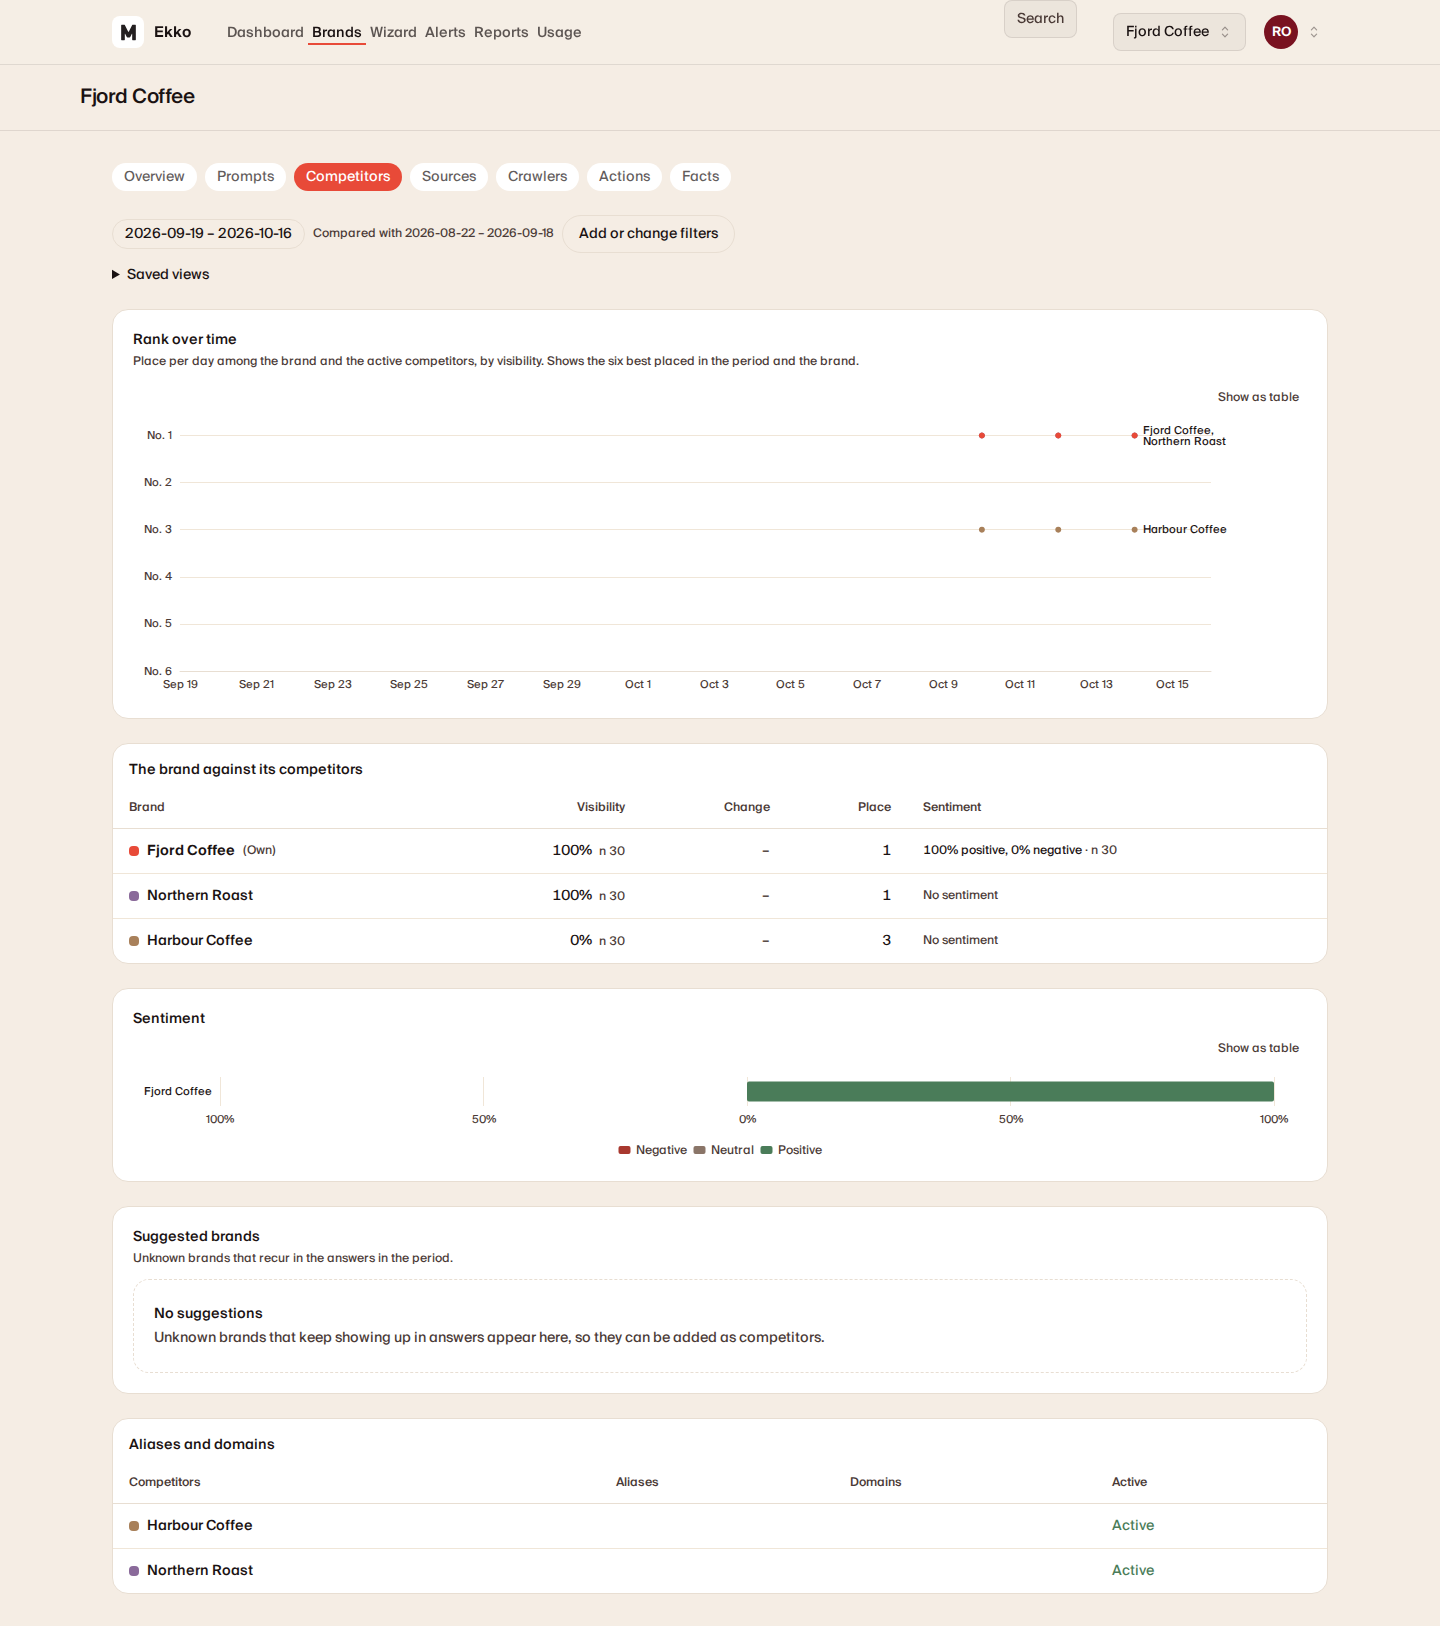 M Ekko Dashboard Brands Wizard Alerts Reports Usage Search Fjord Coffee RO
Fjord Coffee
Overview Prompts Competitors Sources Crawlers Actions Facts
2026-09-19 – 2026-10-16 Compared with 2026-08-22 – 2026-09-18 Add or change filters
Saved views
Rank over time
Place per day among the brand and the active competitors, by visibility. Shows the six best placed in the period and the brand.
Show as table
No. 1 Fjord Coffee,
Northern Roast
No. 2
No. 3 Harbour Coffee
No. 4
No. 5
No. 6
Sep 19 Sep 21 Sep 23 Sep 25 Sep 27 Sep 29 Oct 1 Oct 3 Oct 5 Oct 7 Oct 9 Oct 11 Oct 13 Oct 15
The brand against its competitors
Brand Visibility Change Place Sentiment
Fjord Coffee (Own) 100% n 30 – 1 100% positive, 0% negative · n 30
Northern Roast 100% n 30 – 1 No sentiment
Harbour Coffee 0% n 30 – 3 No sentiment
Sentiment
Show as table
Fjord Coffee
100% 50% 0% 50% 100%
Negative Neutral Positive
Suggested brands
Unknown brands that recur in the answers in the period.
No suggestions
Unknown brands that keep showing up in answers appear here, so they can be added as competitors.
Aliases and domains
Competitors Aliases Domains Active
Harbour Coffee Active
Northern Roast Active